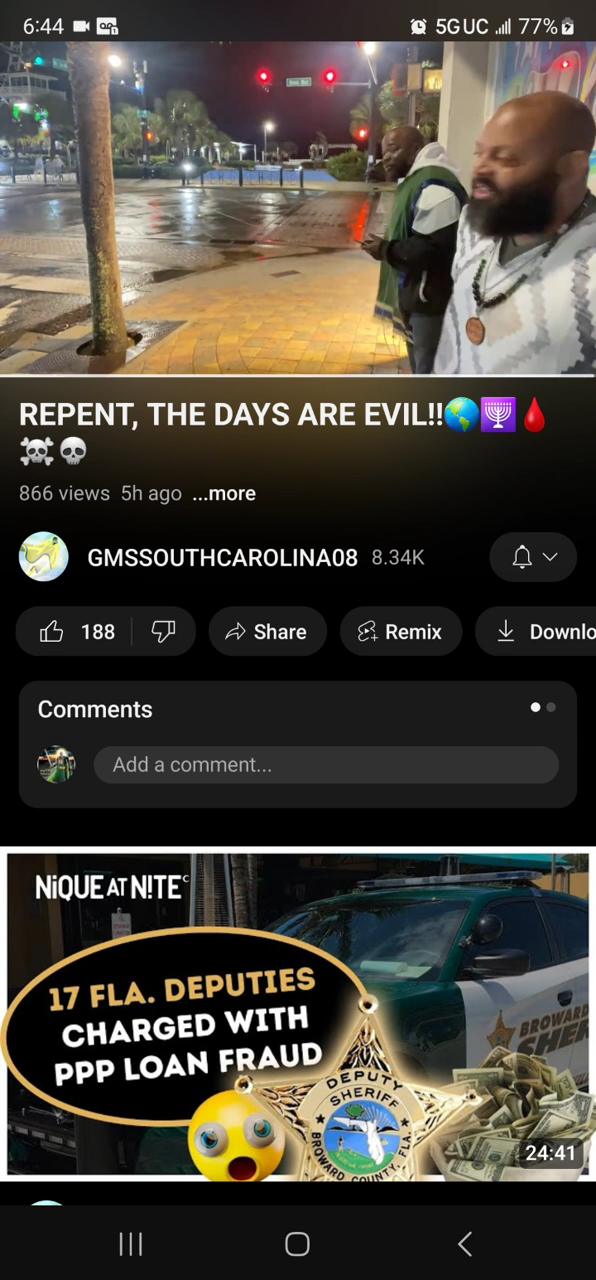 6:44
5G UC
77%
REPENT, THE DAYS ARE EVIL!!🌎🕎🩸
☠️💀
866 views 5h ago ...more
GMSSOUTHCAROLINA08 8.34K
188
Share
Remix
Downlo
Comments
Add a comment...
NiQUE AT N!TE
17 FLA. DEPUTIES
CHARGED WITH
PPP LOAN FRAUD
BROWARD
SHER
DEPUTY
SHERIFF
BROWARD COUNTY, FLA.
24:41